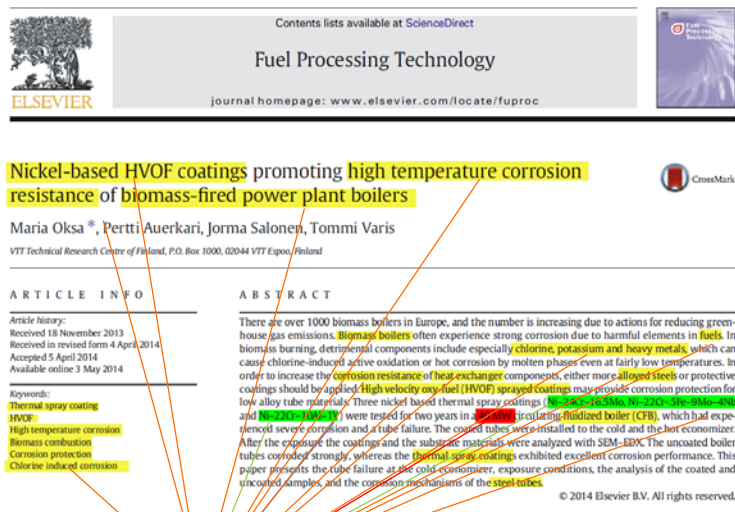 Contents lists available at ScienceDirect
Fuel Processing Technology
journal homepage: www.elsevier.com/locate/fuproc
ELSEVIER
Fuel
Processing
Technology
Nickel-based HVOF coatings promoting high temperature corrosion
resistance of biomass-fired power plant boilers
CrossMark
Maria Oksa *, Pertti Auerkari, Jorma Salonen, Tommi Varis
VTT Technical Research Centre of Finland, P.O. Box 1000, 02044 VTT Espoo, Finland
ARTICLE INFO
Article history:
Received 18 November 2013
Received in revised form 4 April 2014
Accepted 5 April 2014
Available online 3 May 2014
Keywords:
Thermal spray coating
HVOF
High temperature corrosion
Biomass combustion
Corrosion protection
Chlorine induced corrosion
ABSTRACT
There are over 1000 biomass boilers in Europe, and the number is increasing due to actions for reducing green-
house gas emissions. Biomass boilers often experience strong corrosion due to harmful elements in fuels. In
biomass burning, detrimental components include especially chlorine, potassium and heavy metals, which can
cause chlorine-induced active oxidation or hot corrosion by molten phases even at fairly low temperatures. In
order to increase the corrosion resistance of heat exchanger components, either more alloyed steels or protective
coatings should be applied. High velocity oxy-fuel (HVOF) sprayed coatings may provide corrosion protection for
low alloy tube materials. Three nickel based thermal spray coatings (Ni–24Cr–16.5Mo, Ni–22Cr<5Fe–9Mo–4Nb
and Ni–22Cr–10Al–1Y) were tested for two years in a 40 MW circulating fluidized boiler (CFB), which had expe-
rienced severe corrosion and a tube failure. The coated tubes were installed to the cold and the hot economizer.
After the exposure the coatings and the substrate materials were analyzed with SEM–EDX. The uncoated boiler
tubes corroded strongly, whereas the thermal spray coatings exhibited excellent corrosion performance. This
paper presents the tube failure at the cold economizer, exposure conditions, the analysis of the coated and
uncoated samples, and the corrosion mechanisms of the steel tubes.
© 2014 Elsevier B.V. All rights reserved.